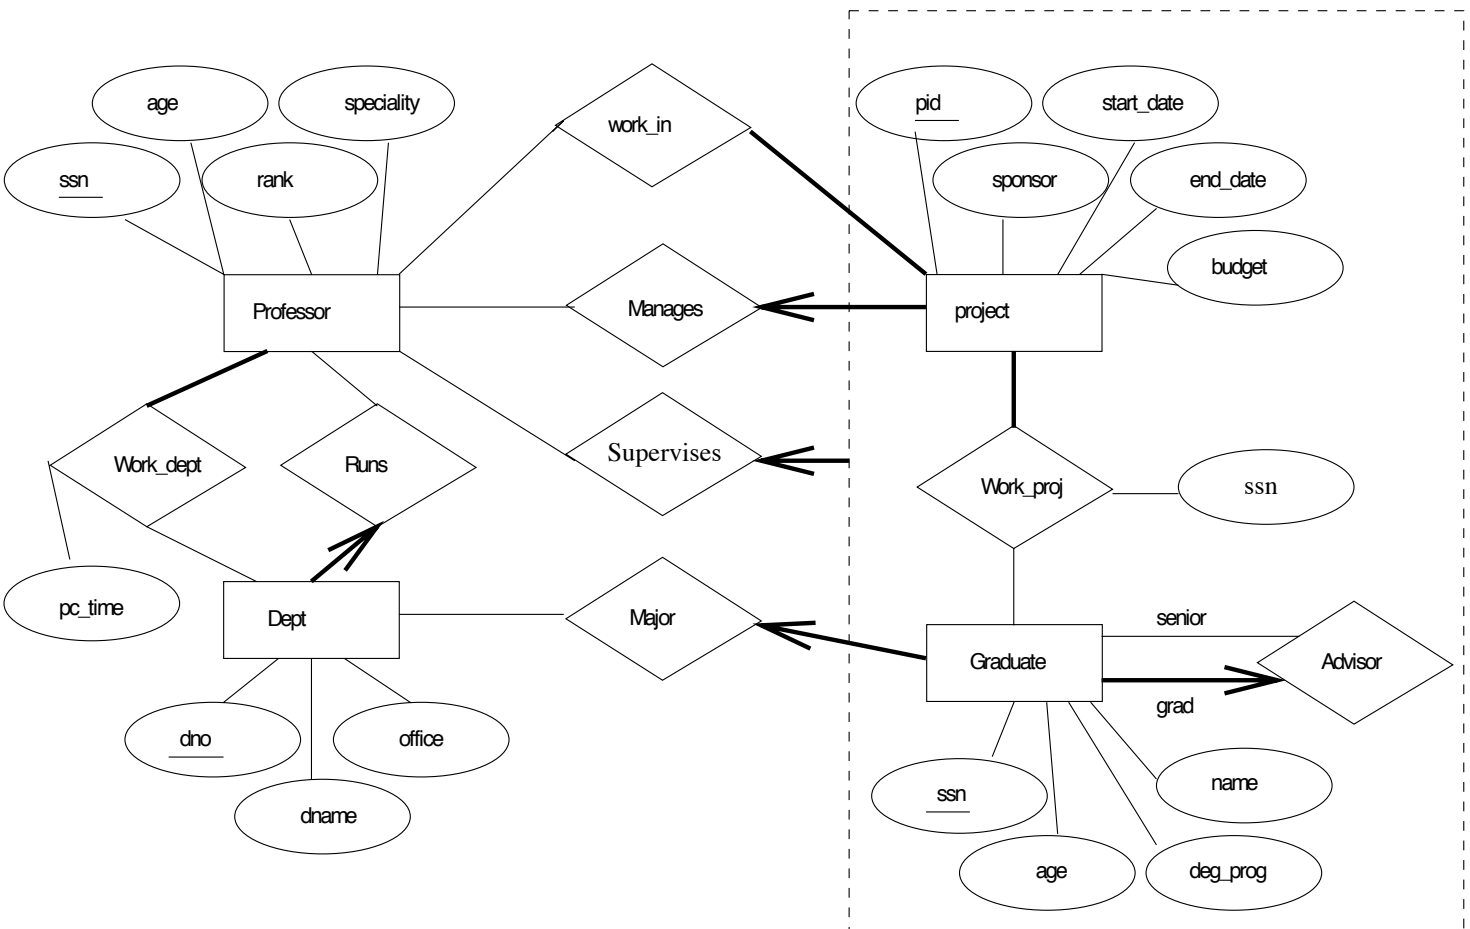 age
speciality
work_in
pid
start_date
ssn
rank
sponsor
end_date
budget
Professor
Manages
project
Work_dept
Runs
Supervises
Work_proj
ssn
pc_time
Dept
Major
senior
Graduate
Advisor
grad
dno
office
name
ssn
dname
age
deg_prog